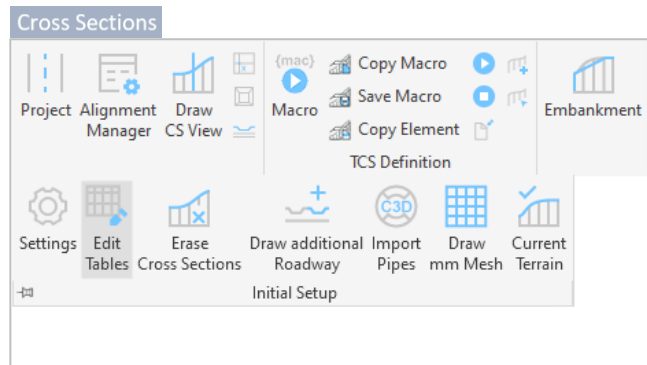 Cross Sections
{mac}
Copy Macro
Save Macro
Copy Element
Project Alignment Manager
Draw CS View
Macro
Embankment
TCS Definition
C3D
Settings
Edit Tables
Erase Cross Sections
Draw additional Roadway
Import Pipes
Draw mm Mesh
Current Terrain
Initial Setup